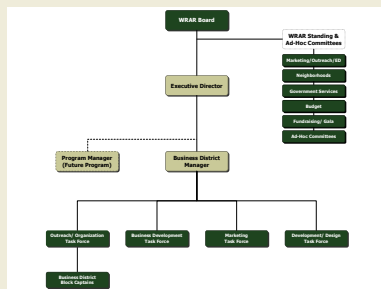 WRAR Board
WRAR Standing &
Ad-Hoc Committees
Marketing/Outreach/ED
Neighborhoods
Government Services
Budget
Fundraising/ Gala
Ad-Hoc Committees
Executive Director
Program Manager
(Future Program)
Business District
Manager
Outreach/ Organization
Task Force
Business Development
Task Force
Marketing
Task Force
Development/ Design
Task Force
Business District
Block Captains